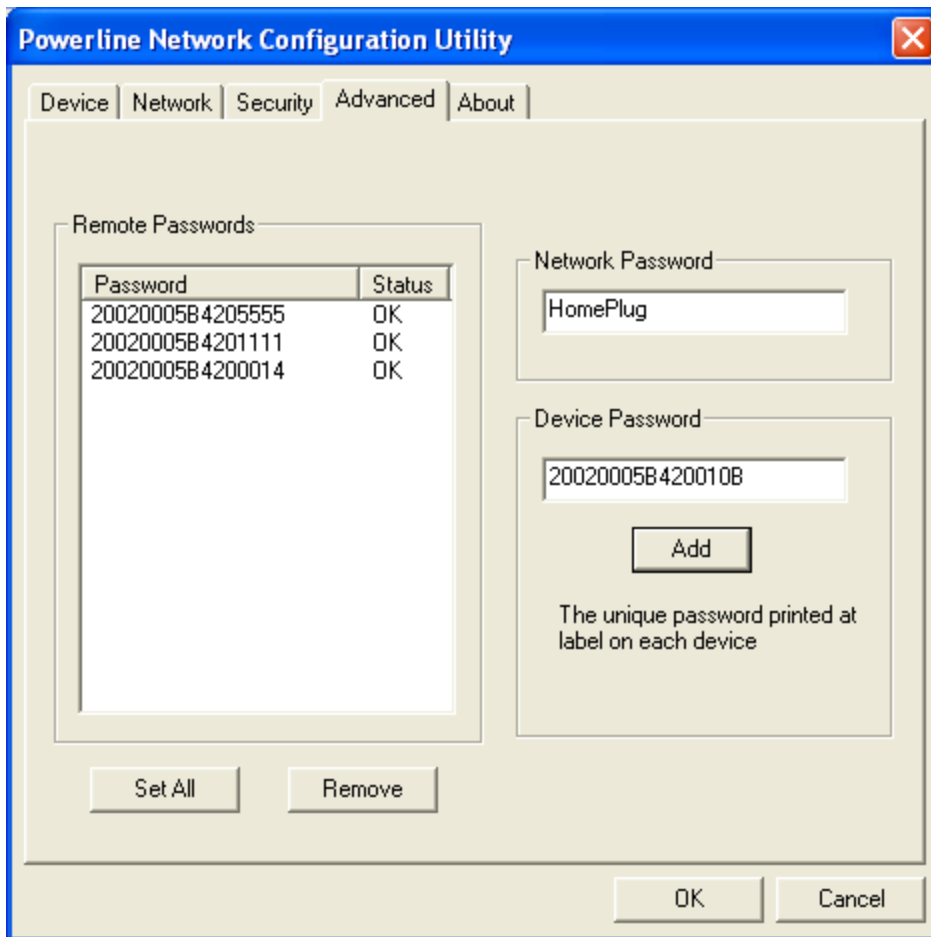 Powerline Network Configuration Utility
Device Network Security Advanced About
Remote Passwords
Password Status
20020005B4205555 OK
20020005B4201111 OK
20020005B4200014 OK
Network Password
HomePlug
Device Password
20020005B420010B
Add
The unique password printed at
label on each device
Set All Remove
OK Cancel